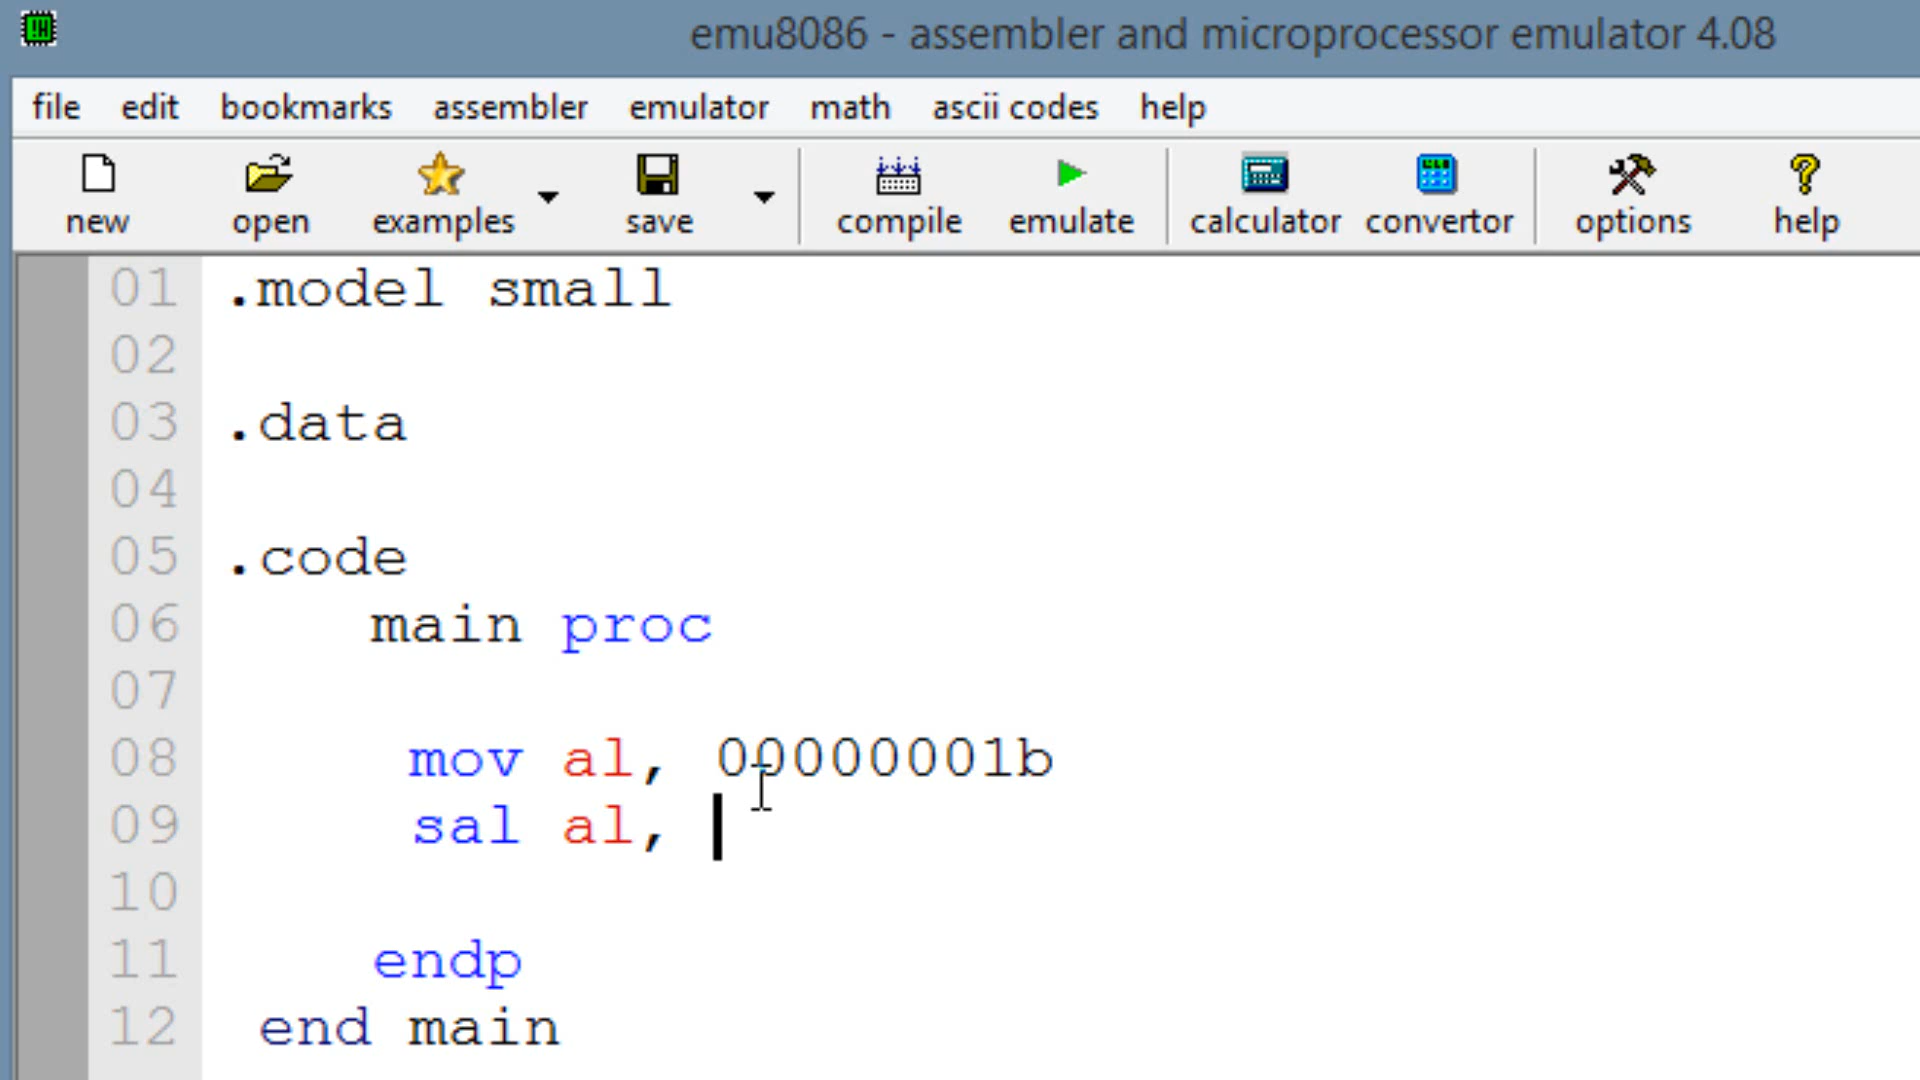 emu8086 - assembler and microprocessor emulator 4.08
file edit bookmarks assembler emulator math ascii codes help
new open examples save compile emulate calculator convertor options help
01 .model small
02
03 .data
04
05 .code
06 main proc
07
08 mov al, 00000001b
09 sal al,
10
11 endp
12 end main